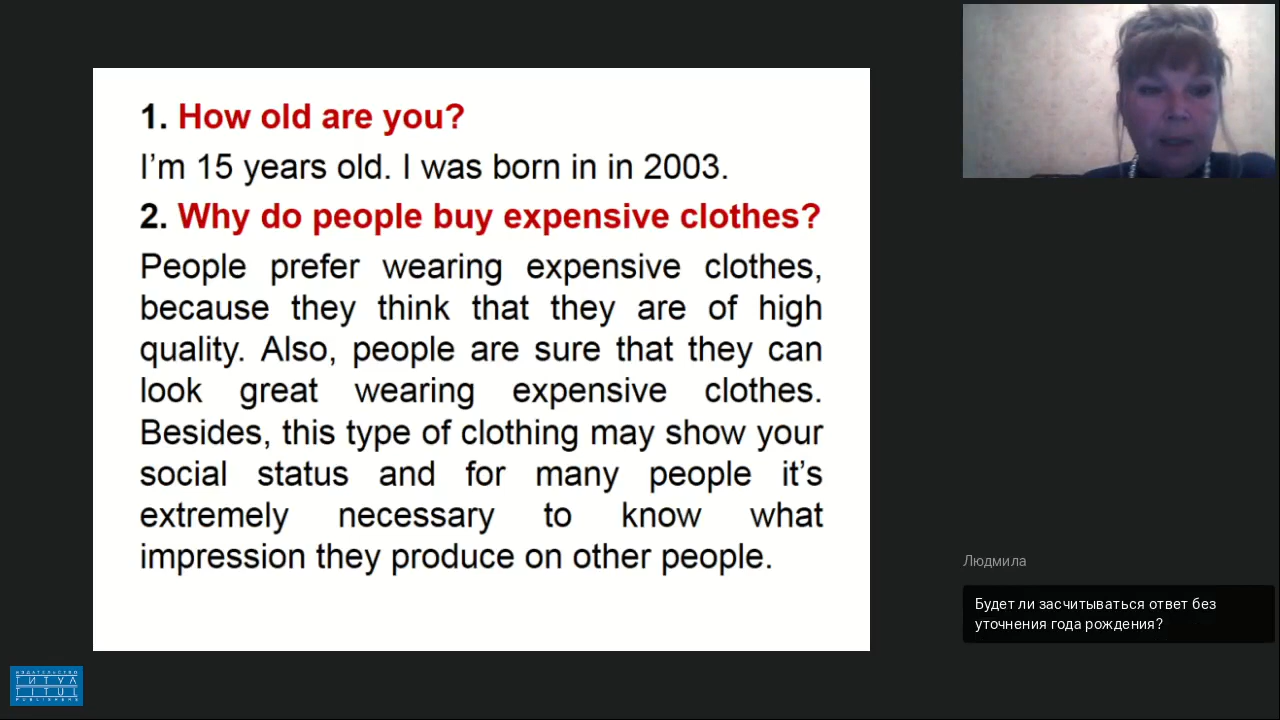 1. How old are you?
I’m 15 years old. I was born in in 2003.
2. Why do people buy expensive clothes?
People prefer wearing expensive clothes,
because they think that they are of high
quality. Also, people are sure that they can
look great wearing expensive clothes.
Besides, this type of clothing may show your
social status and for many people it’s
extremely necessary to know what
impression they produce on other people.
Людмила
Будет ли засчитываться ответ без
уточнения года рождения?
ИЗДАТЕЛЬСТВО
ТИТУЛ
TITUL
PUBLISHERS